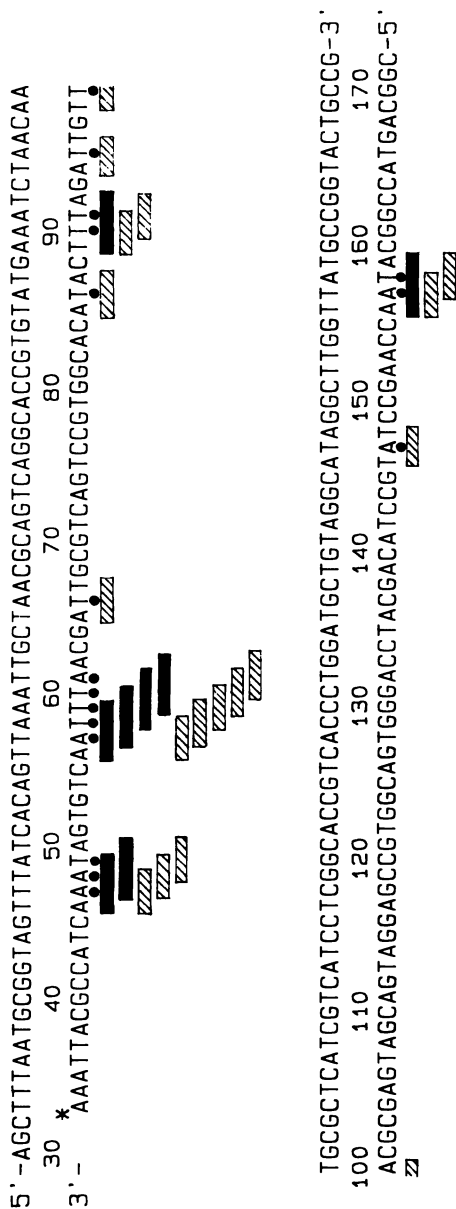 5'-AGCTTTAATGCGGTAGTTTATCACAGTTAAATTGCTAACGCAGTCAGGCACCGTGTATGAAATCTAACAA
30 40 50 60 70 80 90
*
3'- AAATTACGCCATCAAATAGTGTCAATTTAACGATTGCGTCAGTCCGTGGCACATACTTTAGATTGTT
TGCGCTCATCGTCATCCTCGGCACCGTCACCCTGGATGCTGTAGGCATAGGCTTGGTTATGCCGGTACTGCCG-3'
100 110 120 130 140 150 160 170
ACGCGAGTAGCAGTAGGAGCCGTGGCAGTGGGACCTACGACATCCGTATCCGAACCAATACGGCCATGACGGC-5'